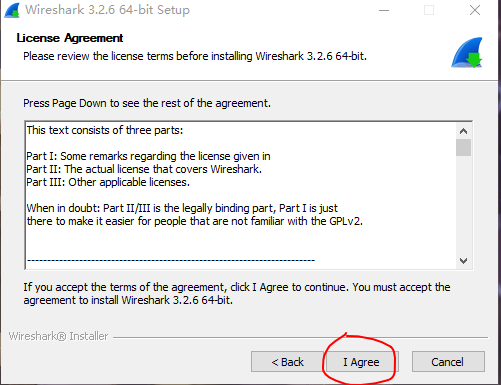 Wireshark 3.2.6 64-bit Setup
License Agreement
Please review the license terms before installing Wireshark 3.2.6 64-bit.
Press Page Down to see the rest of the agreement.
This text consists of three parts:
Part I: Some remarks regarding the license given in
Part II: The actual license that covers Wireshark.
Part III: Other applicable licenses.
When in doubt: Part II/III is the legally binding part, Part I is just
there to make it easier for people that are not familiar with the GPLv2.
------------------------------------------------------------------------
If you accept the terms of the agreement, click I Agree to continue. You must accept the
agreement to install Wireshark 3.2.6 64-bit.
Wireshark® Installer
< Back I Agree Cancel